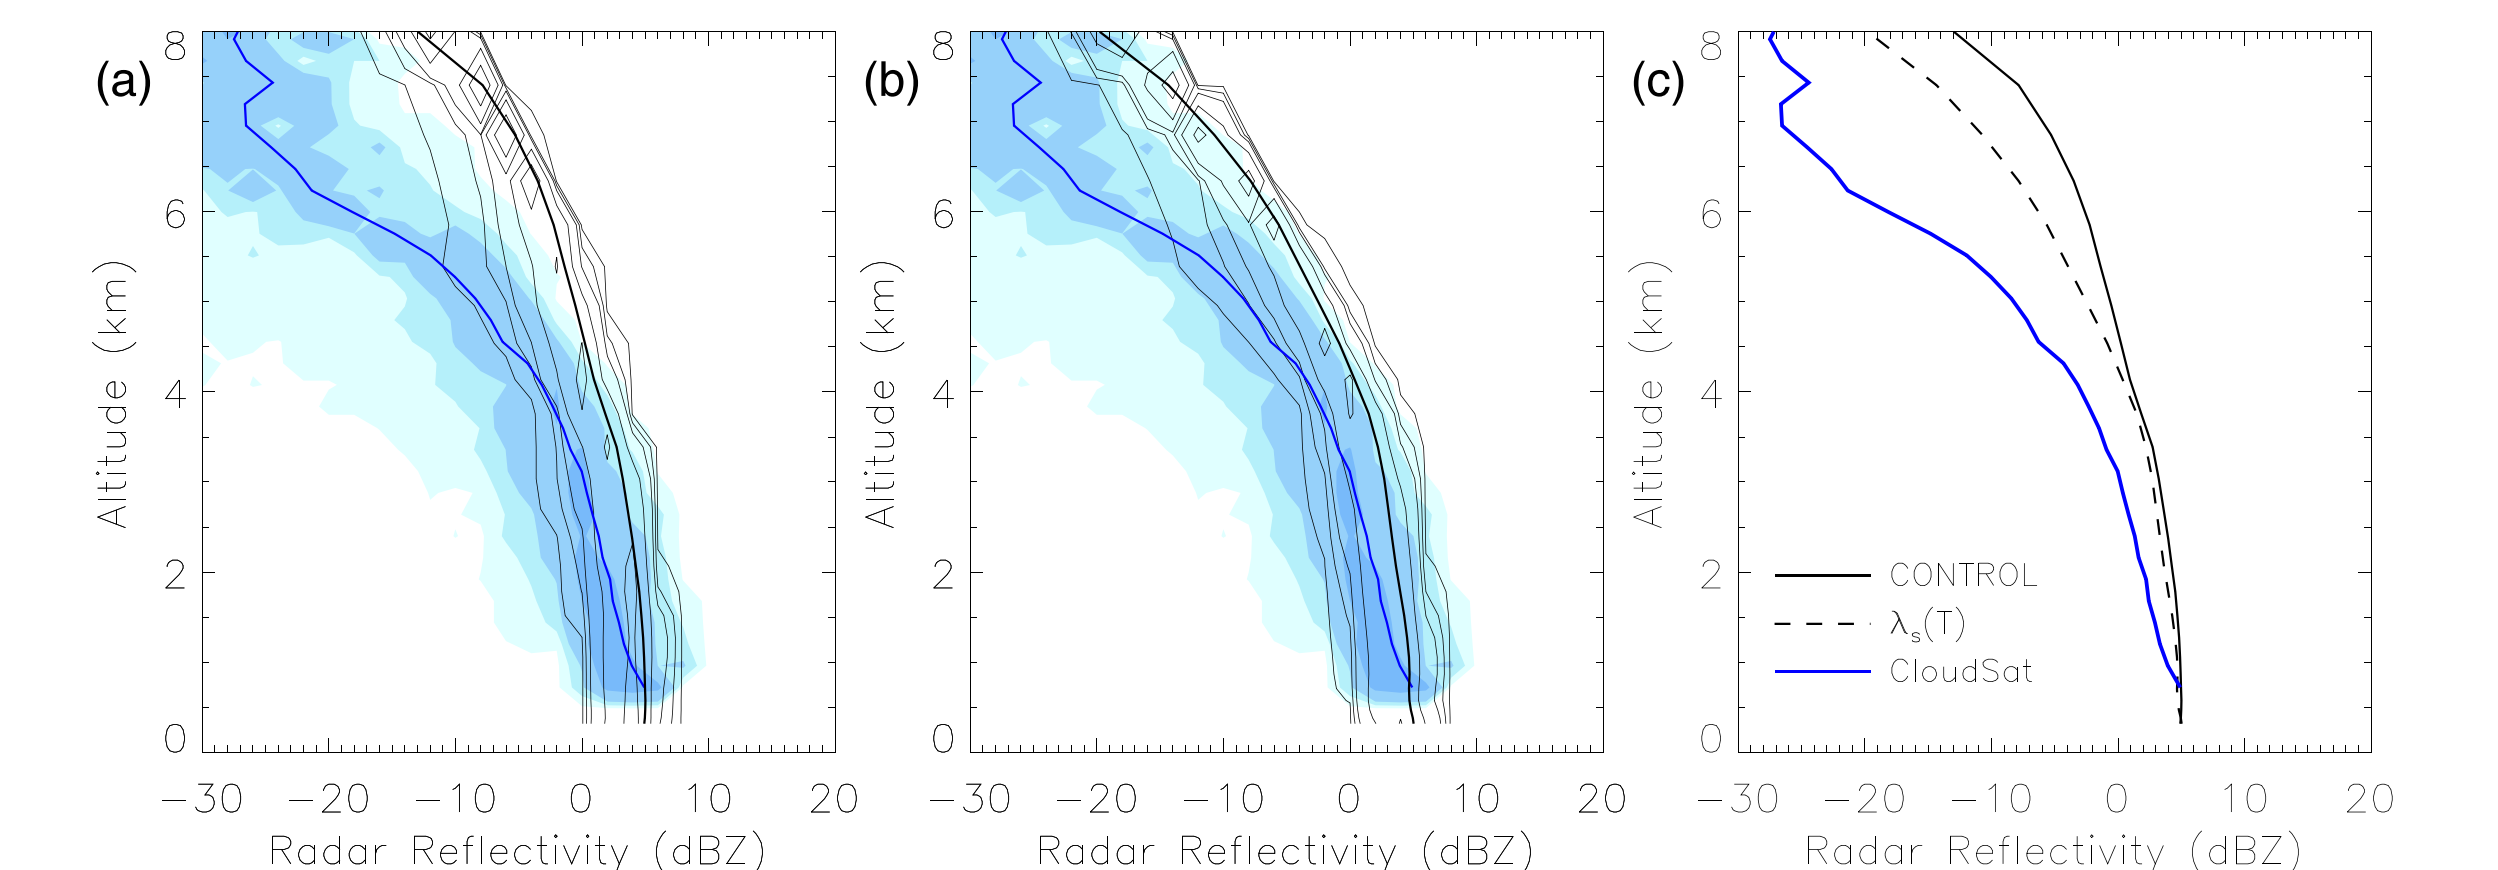 (a)
8
6
4
2
0
Altitude (km)
−30 −20 −10 0 10 20
Radar Reflectivity (dBZ)
(b)
8
6
4
2
0
Altitude (km)
−30 −20 −10 0 10 20
Radar Reflectivity (dBZ)
(c)
8
6
4
2
0
Altitude (km)
CONTROL
λs(T)
CloudSat
−30 −20 −10 0 10 20
Radar Reflectivity (dBZ)